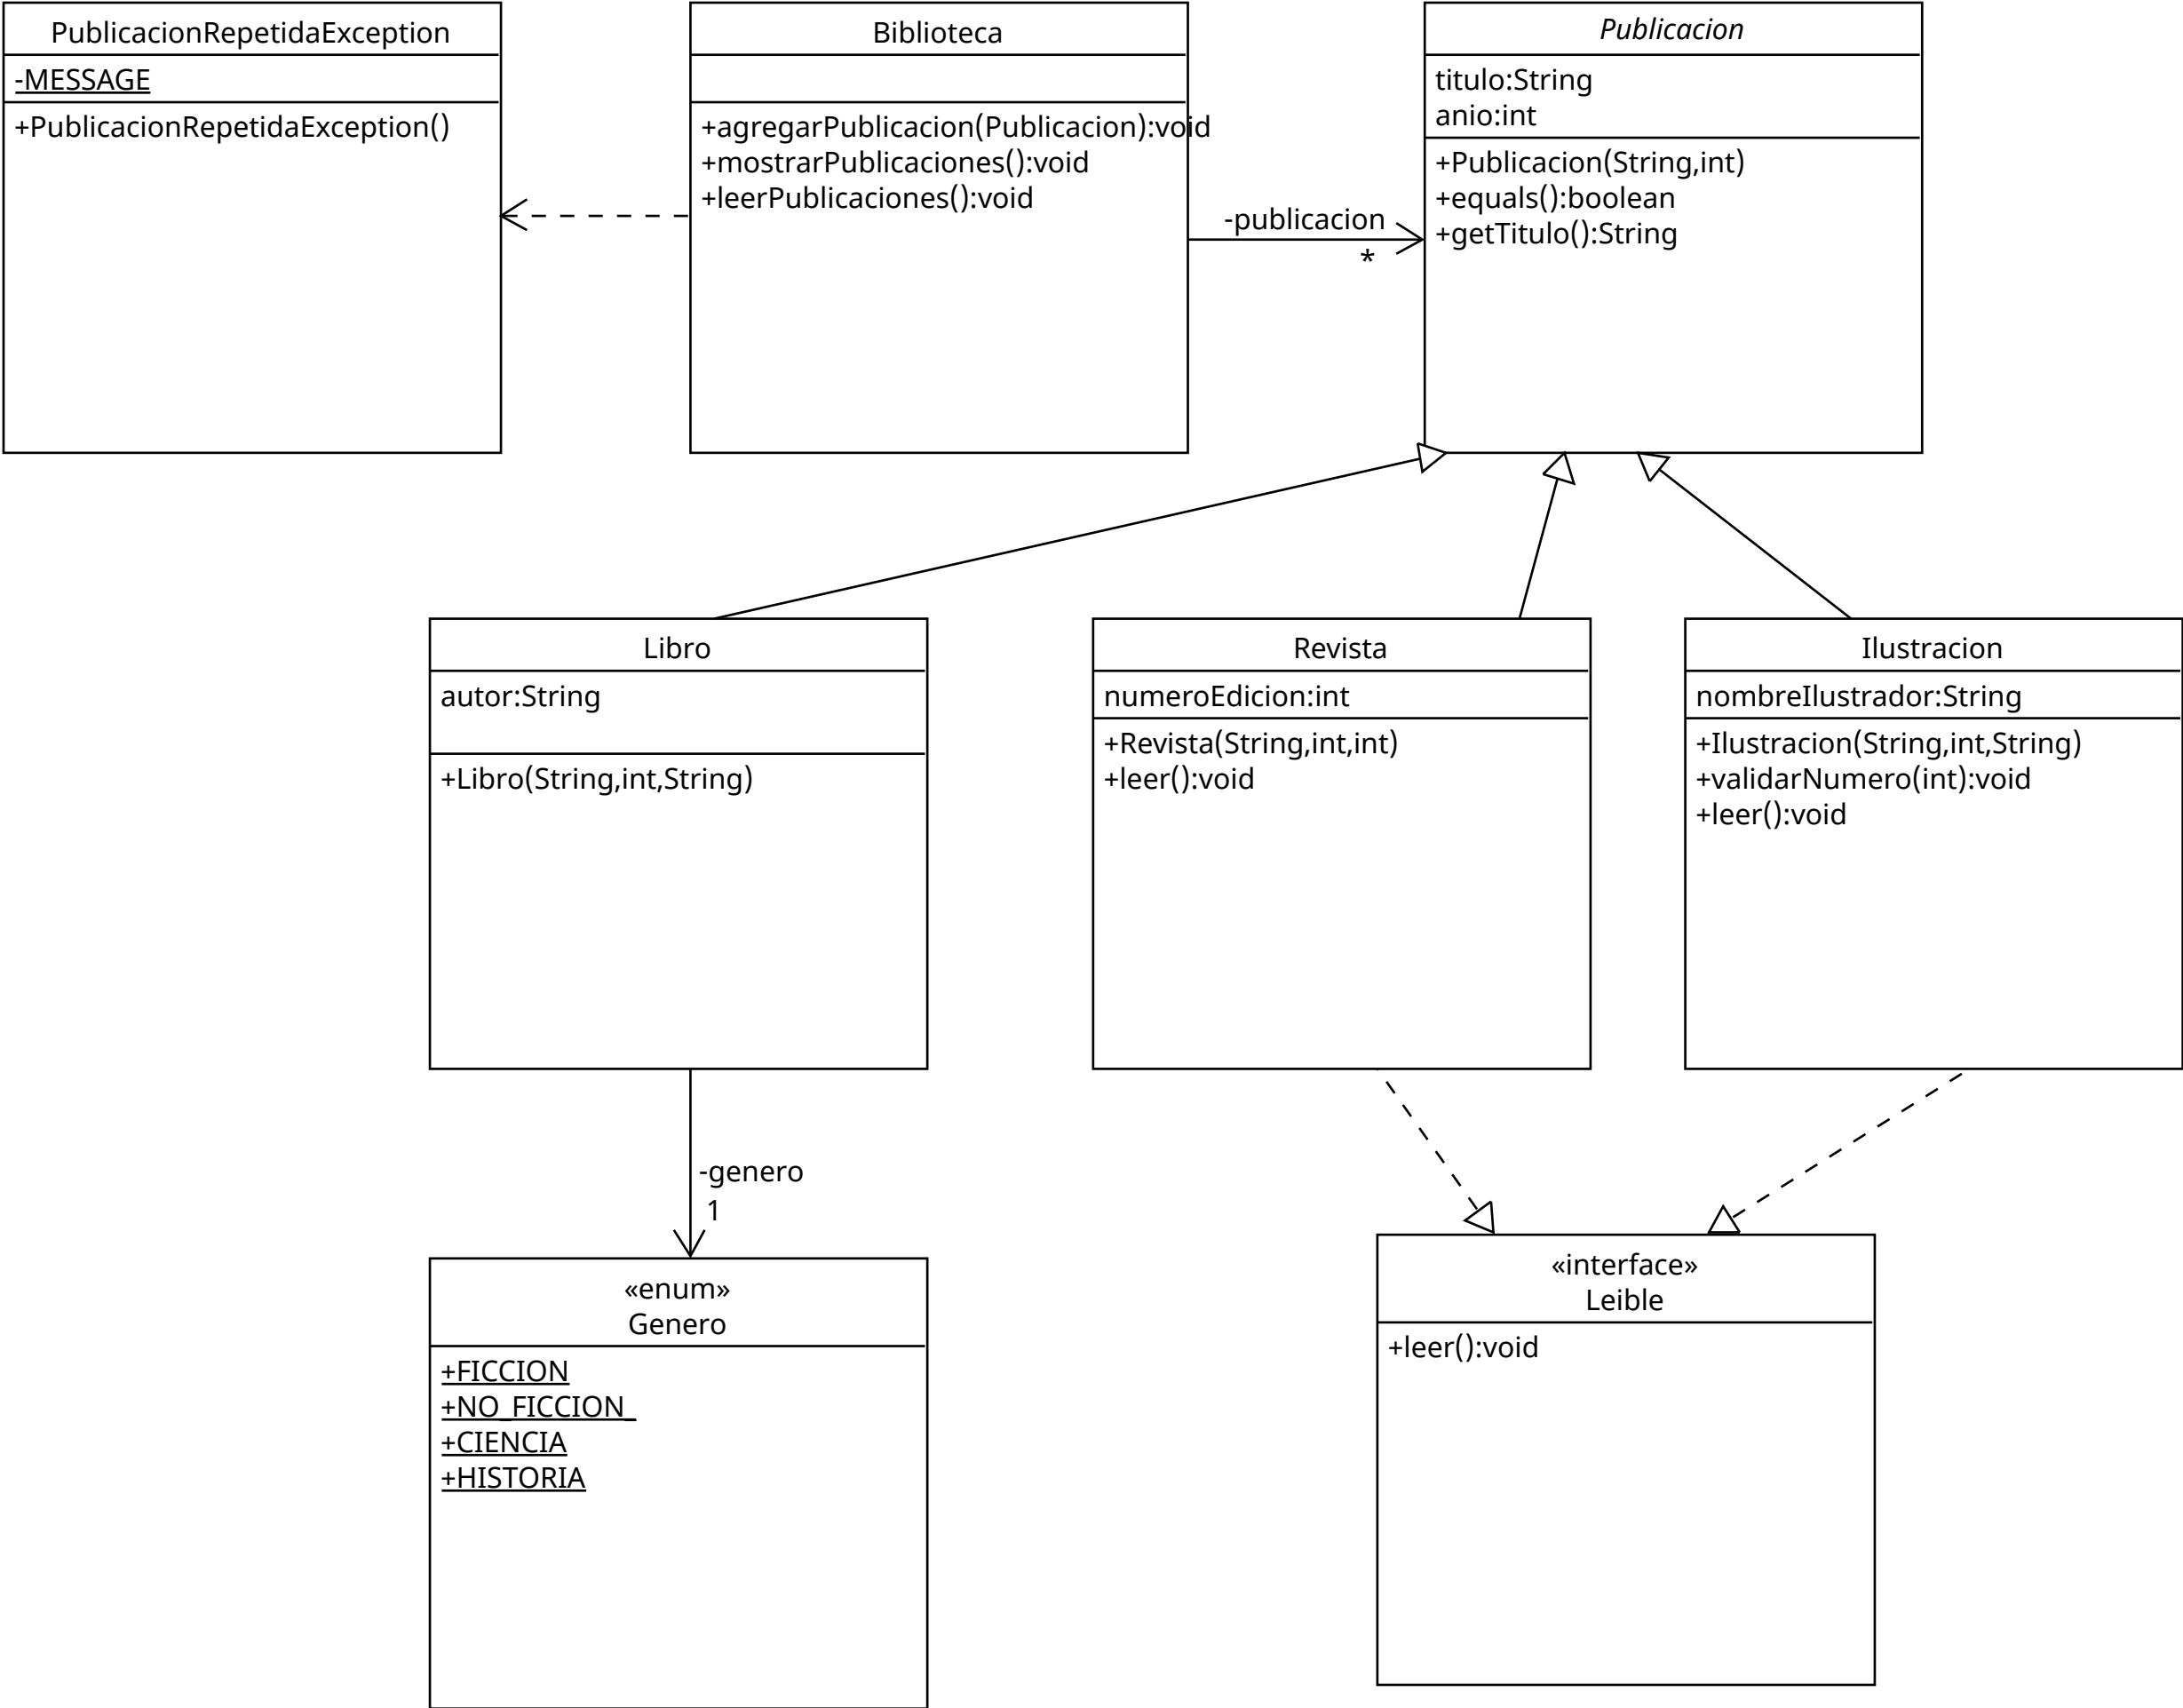 PublicacionRepetidaException
-MESSAGE
+PublicacionRepetidaException()
Biblioteca
+agregarPublicacion(Publicacion):void
+mostrarPublicaciones():void
+leerPublicaciones():void
-publicacion
*
Publicacion
titulo:String
anio:int
+Publicacion(String,int)
+equals():boolean
+getTitulo():String
Libro
autor:String
+Libro(String,int,String)
Revista
numeroEdicion:int
+Revista(String,int,int)
+leer():void
Ilustracion
nombreIlustrador:String
+Ilustracion(String,int,String)
+validarNumero(int):void
+leer():void
-genero
1
«enum»
Genero
+FICCION
+NO_FICCION_
+CIENCIA
+HISTORIA
«interface»
Leible
+leer():void